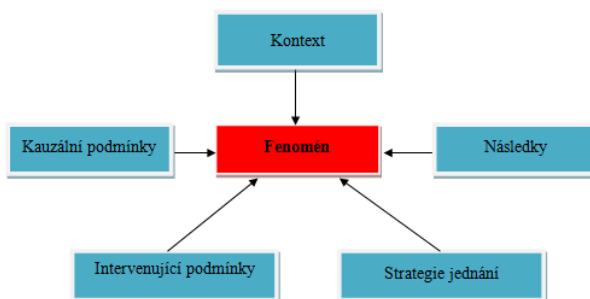 Kontext
Kauzální podmínky
Fenomén
Následky
Intervenující podmínky
Strategie jednání